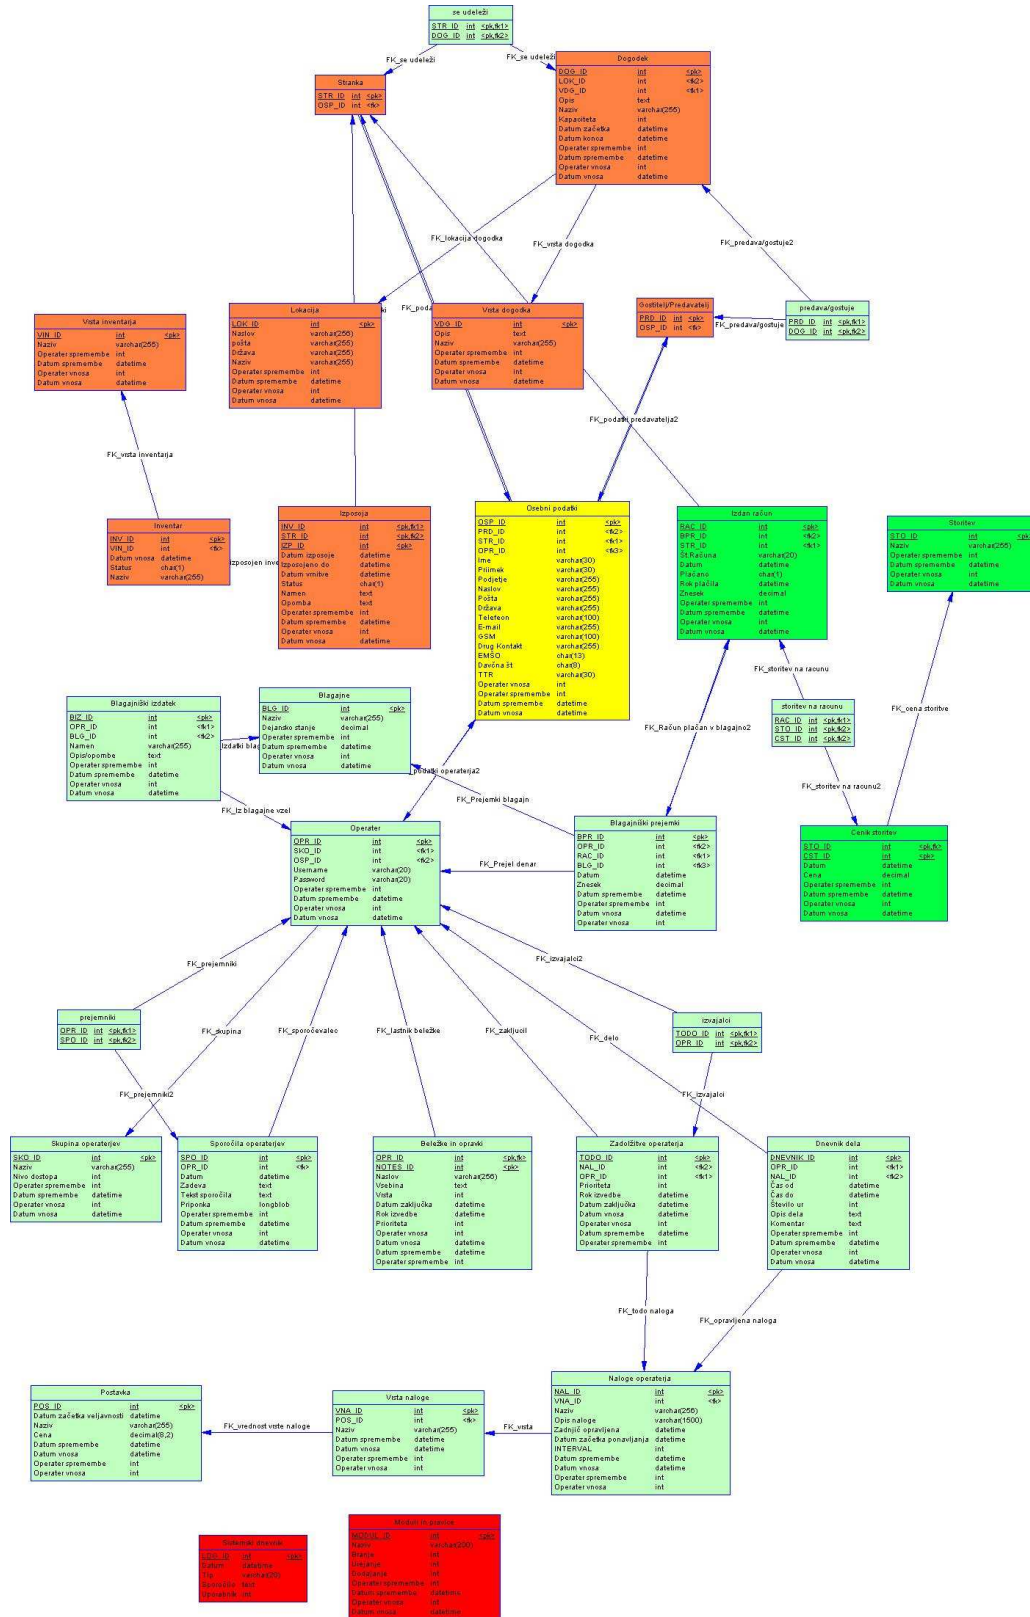 se udeleži
STR_ID int <pk,fk1>
DOG_ID int <pk,fk2>
FK_se udeleži
FK_se udeleži
Stranka
STR_ID int <pk>
OSP_ID int <fk>
Dogodek
DOG_ID int <pk>
LOK_ID int <fk2>
VDG_ID int <fk1>
Opis text
Naziv varchar(255)
Kapaciteta int
Datum začetka datetime
Datum konca datetime
Operater spremembe int
Datum spremembe datetime
Operater vnosa int
Datum vnosa datetime
FK_lokacija dogodka
FK_vrsta dogodka
FK_predava/gostuje2
Vrsta inventarja
VIN_ID int <pk>
Naziv varchar(255)
Operater spremembe int
Datum spremembe datetime
Operater vnosa int
Datum vnosa datetime
Lokacija
LOK_ID int <pk>
Naslov varchar(256)
pošta varchar(255)
Država varchar(255)
Naziv varchar(255)
Operater spremembe int
Datum spremembe datetime
Operater vnosa int
Datum vnosa datetime
Vrsta dogodka
VDG_ID int <pk>
Opis text
Naziv varchar(255)
Operater spremembe int
Datum spremembe datetime
Operater vnosa int
Datum vnosa datetime
Gostitelj/Predavatelj
PRD_ID int <pk>
OSP_ID int <fk>
FK_predava/gostuje
predava/gostuje
PRD_ID int <pk,fk1>
DOG_ID int <pk,fk2>
FK_podatki predavatelja2
FK_vrsta inventarja
Inventar
INV_ID int <pk>
VIN_ID int <fk>
Datum vnosa datetime
Status char(1)
Naziv varchar(255)
Izposoja
INV_ID int <pk,fk1>
STR_ID int <pk,fk2>
IZP_ID int <pk>
Datum izposoje datetime
Izposojeno do datetime
Datum vrnitve datetime
Status char(1)
Namen text
Opomba text
Operater spremembe int
Datum spremembe datetime
Operater vnosa int
Datum vnosa datetime
Osebni podatki
OSP_ID int <pk>
PRD_ID int <fk2>
STR_ID int <fk1>
OPR_ID int <fk3>
Ime varchar(30)
Priimek varchar(30)
Podjetje varchar(255)
Naslov varchar(255)
Pošta varchar(255)
Država varchar(255)
Telefeon varchar(100)
E-mail varchar(255)
GSM varchar(100)
Drug Kontakt varchar(255)
EMŠO char(13)
Davčna št char(8)
TTR varchar(30)
Operater vnosa int
Operater spremembe int
Datum spremembe datetime
Datum vnosa datetime
Izdan račun
RAC_ID int <pk>
BPR_ID int <fk2>
STR_ID int <fk1>
Št.Računa varchar(20)
Datum datetime
Plačano char(1)
Rok plačila datetime
Znesek decimal
Operater spremembe int
Datum spremembe datetime
Operater vnosa int
Datum vnosa datetime
Storitev
STO_ID int <pk>
Naziv varchar(255)
Operater spremembe int
Datum spremembe datetime
Operater vnosa int
Datum vnosa datetime
FK_storitev na racunu
storitev na racunu
RAC_ID int <pk,fk1>
STO_ID int <pk,fk2>
CST_ID int <pk,fk2>
FK_cena storitve
FK_storitev na racunu2
Blagajniški izdatek
BIZ_ID int <pk>
OPR_ID int <fk1>
BLG_ID int <fk2>
Namen varchar(255)
Opis/opombe text
Operater spremembe int
Datum spremembe datetime
Operater vnosa int
Datum vnosa datetime
Blagajne
BLG_ID int <pk>
Naziv varchar(255)
Dejansko stanje decimal
Operater spremembe int
Datum spremembe datetime
Operater vnosa int
Datum vnosa datetime
FK_Račun plačan v blagajno2
_podatki operaterja2
FK_Prejemki blagajn
FK_Iz blagajne vzel
Operater
OPR_ID int <pk>
SKO_ID int <fk1>
OSP_ID int <fk2>
Username varchar(20)
Password varchar(20)
Operater spremembe int
Datum spremembe datetime
Operater vnosa int
Datum vnosa datetime
FK_Prejel denar
Blagajniški prejemki
BPR_ID int <pk>
OPR_ID int <fk2>
RAC_ID int <fk1>
BLG_ID int <fk3>
Datum datetime
Znesek decimal
Datum spremembe datetime
Operater spremembe int
Datum vnosa datetime
Operater vnosa int
Cenik storitev
STO_ID int <pk,fk>
CST_ID int <pk>
Datum datetime
Cena decimal
Operater spremembe int
Datum spremembe datetime
Operater vnosa int
Datum vnosa datetime
FK_prejemniki
FK_izvajalci2
prejemniki
OPR_ID int <pk,fk1>
SPO_ID int <pk,fk2>
FK_skupina
FK_sporočevalec
FK_lastnik beležke
FK_zakljucil
FK_delo
izvajalci
TODO_ID int <pk,fk1>
OPR_ID int <pk,fk2>
FK_prejemniki2
FK_izvajalci
Skupina operaterjev
SKO_ID int <pk>
Naziv varchar(255)
Nivo dostopa int
Operater spremembe int
Datum spremembe datetime
Operater vnosa int
Datum vnosa datetime
Sporočila operaterjev
SPO_ID int <pk>
OPR_ID int <fk>
Datum datetime
Zadeva text
Tekst sporočila text
Priponka longblob
Operater spremembe int
Datum spremembe datetime
Operater vnosa int
Datum vnosa datetime
Beležke in opravki
OPR_ID int <pk,fk>
NOTES_ID int <pk>
Naslov varchar(256)
Vsebina text
Vrsta int
Datum zaključka datetime
Rok izvedbe datetime
Prioriteta int
Operater vnosa int
Datum vnosa datetime
Datum spremembe datetime
Operater spremembe int
Zadolžitve operaterja
TODO_ID int <pk>
NAL_ID int <fk2>
OPR_ID int <fk1>
Prioriteta int
Rok izvedbe datetime
Datum zaključka datetime
Datum vnosa datetime
Operater vnosa int
Datum spremembe datetime
Operater spremembe int
Dnevnik dela
DNEVNIK_ID int <pk>
OPR_ID int <fk1>
NAL_ID int <fk2>
Čas od datetime
Čas do datetime
Število ur int
Opis dela text
Komentar text
Operater spremembe int
Datum spremembe datetime
Operater vnosa int
Datum vnosa datetime
FK_todo naloga
FK_opravljena naloga
Postavka
POS_ID int <pk>
Datum začetka veljavnosti datetime
Naziv varchar(255)
Cena decimal(8,2)
Datum spremembe datetime
Datum vnosa datetime
Operater spremembe int
Operater vnosa int
FK_vrednost vrste naloge
Vrsta naloge
VNA_ID int <pk>
POS_ID int <fk>
Naziv varchar(255)
Datum spremembe datetime
Datum vnosa datetime
Operater spremembe int
Operater vnosa int
FK_vrsta
Naloge operaterja
NAL_ID int <pk>
VNA_ID int <fk>
Naziv varchar(255)
Opis naloge varchar(1500)
Zadnjič opravljena datetime
Datum začetka ponavljanja datetime
INTERVAL int
Datum spremembe datetime
Datum vnosa datetime
Operater spremembe int
Operater vnosa int
Sistemski dnevnik
LOG_ID int <pk>
Datum datetime
Tip varchar(20)
Sporočilo text
Uporabnik int
Moduli in pravice
MODUL_ID int <pk>
Naziv varchar(200)
Branje int
Urejanje int
Dodajanje int
Operater spremembe int
Datum spremembe datetime
Operater vnosa int
Datum vnosa datetime